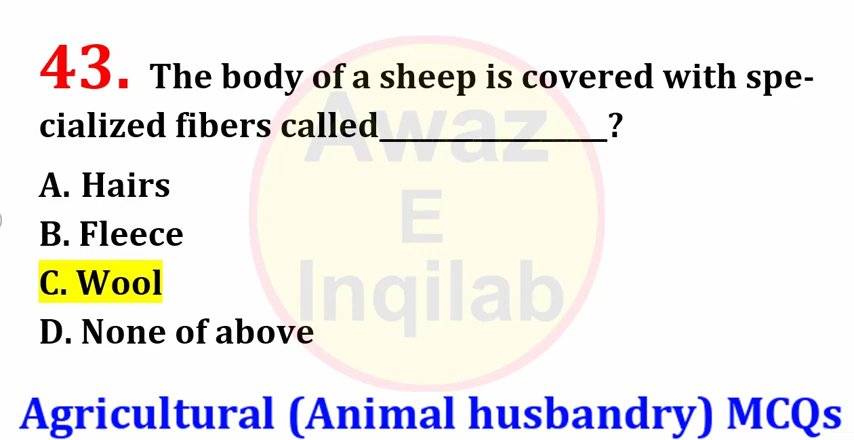 43. The body of a sheep is covered with spe-
cialized fibers called_________________?
A. Hairs
B. Fleece
C. Wool
D. None of above
Awaz
E
Inqilab
Agricultural (Animal husbandry) MCQs